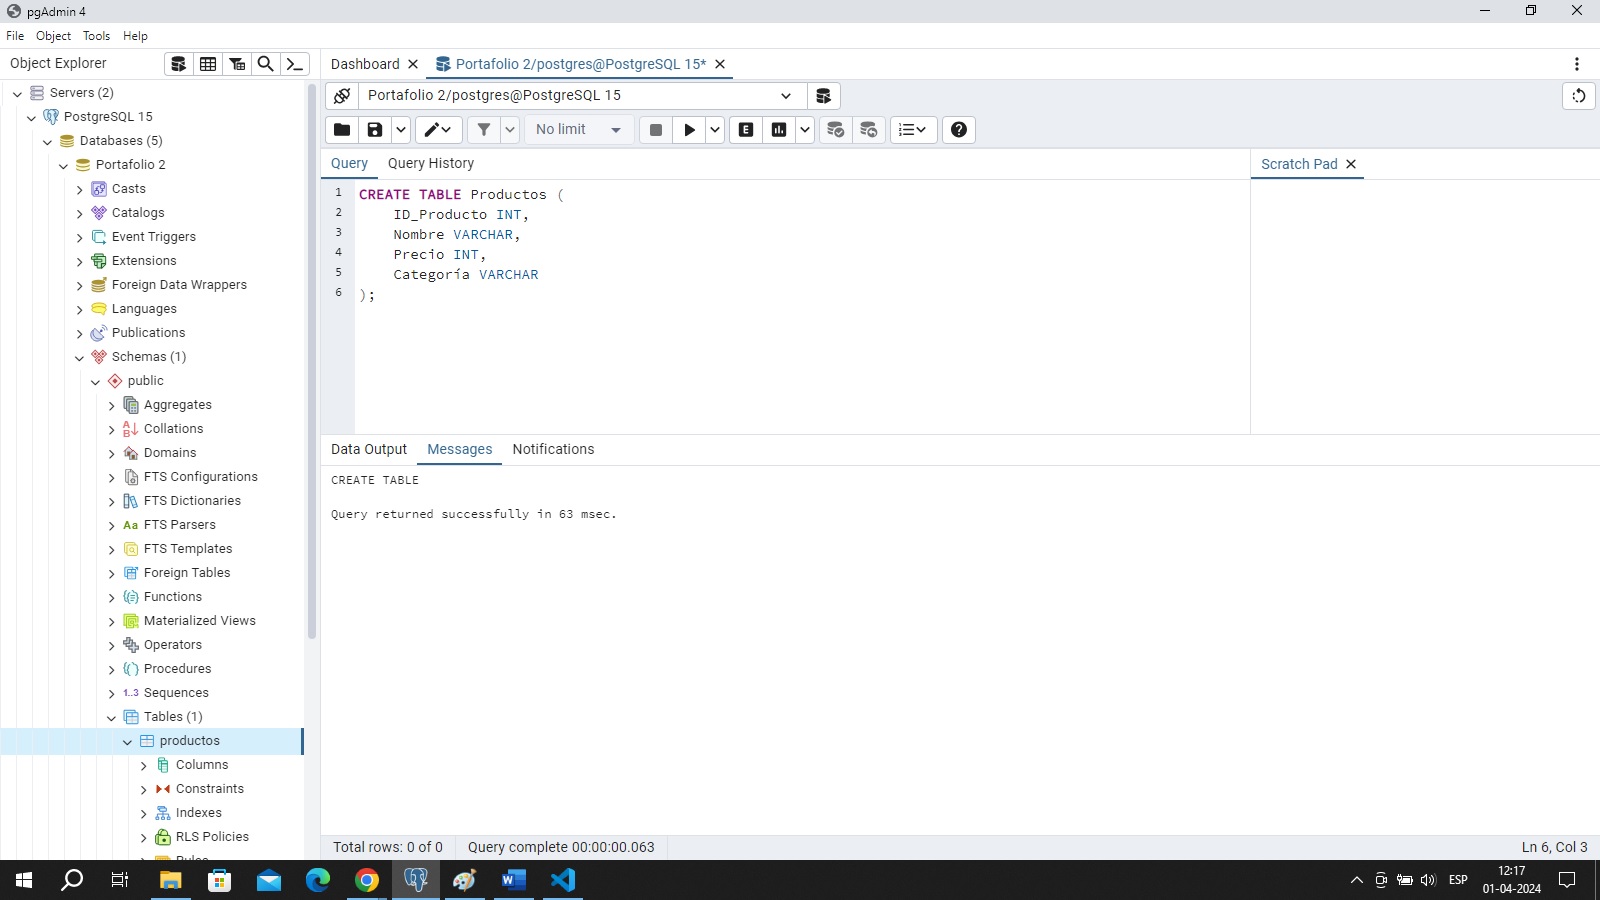 pgAdmin 4
File Object Tools Help
Object Explorer
Dashboard
Portafolio 2/postgres@PostgreSQL 15*
Servers (2)
PostgreSQL 15
Databases (5)
Portafolio 2
Casts
Catalogs
Event Triggers
Extensions
Foreign Data Wrappers
Languages
Publications
Schemas (1)
public
Aggregates
Collations
Domains
FTS Configurations
FTS Dictionaries
Aa FTS Parsers
FTS Templates
Foreign Tables
Functions
Materialized Views
Operators
Procedures
1..3 Sequences
Tables (1)
productos
Columns
Constraints
Indexes
RLS Policies
Rules
Portafolio 2/postgres@PostgreSQL 15
No limit
E
Query Query History
Scratch Pad
1 CREATE TABLE Productos (
2 ID_Producto INT,
3 Nombre VARCHAR,
4 Precio INT,
5 Categoría VARCHAR
6 );
Data Output Messages Notifications
CREATE TABLE
Query returned successfully in 63 msec.
Total rows: 0 of 0 Query complete 00:00:00.063 Ln 6, Col 3
ESP
12:17
01-04-2024